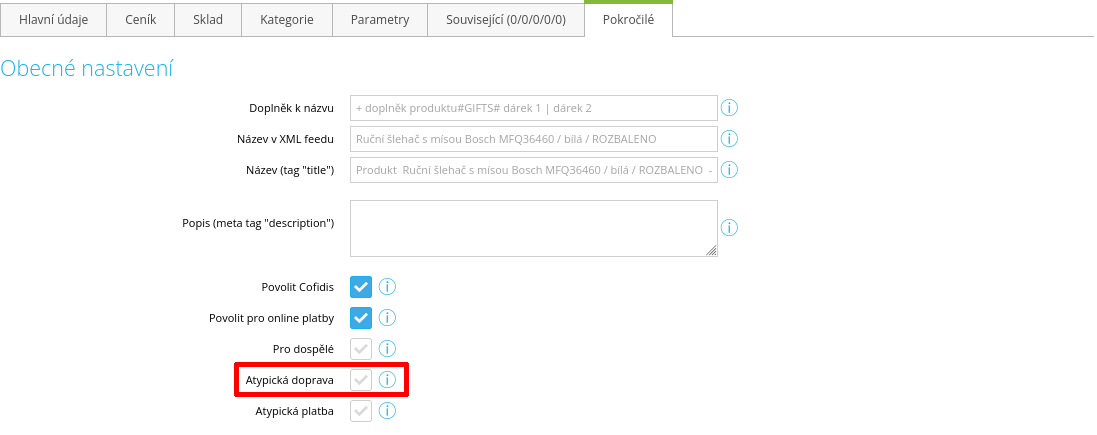 Hlavní údaje Ceník Sklad Kategorie Parametry Související (0/0/0/0/0) Pokročilé
Obecné nastavení
Doplněk k názvu + doplněk produktu#GIFTS# dárek 1 | dárek 2
Název v XML feedu Ruční šlehač s mísou Bosch MFQ36460 / bílá / ROZBALENO
Název (tag "title") Produkt Ruční šlehač s mísou Bosch MFQ36460 / bílá / ROZBALENO -
Popis (meta tag "description")
Povolit Cofidis
Povolit pro online platby
Pro dospělé
Atypická doprava
Atypická platba